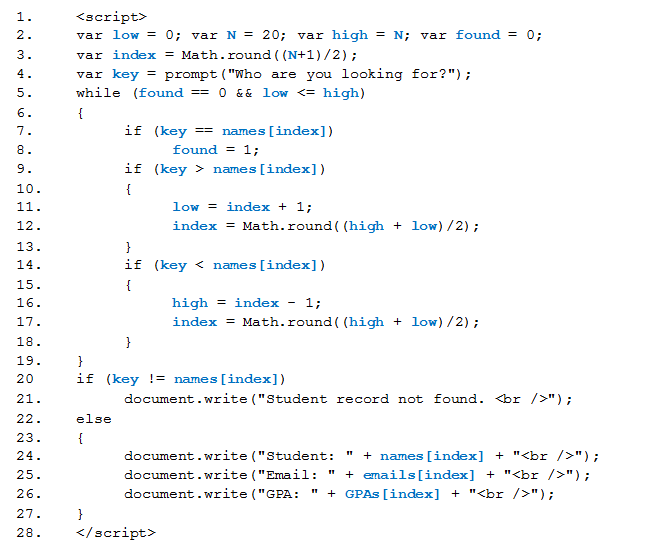 1. <script>
2. var low = 0; var N = 20; var high = N; var found = 0;
3. var index = Math.round((N+1)/2);
4. var key = prompt("Who are you looking for?");
5. while (found == 0 && low <= high)
6. {
7. if (key == names[index])
8. found = 1;
9. if (key > names[index])
10. {
11. low = index + 1;
12. index = Math.round((high + low)/2);
13. }
14. if (key < names[index])
15. {
16. high = index - 1;
17. index = Math.round((high + low)/2);
18. }
19. }
20 if (key != names[index])
21. document.write("Student record not found. <br />");
22. else
23. {
24. document.write("Student: " + names[index] + "<br />");
25. document.write("Email: " + emails[index] + "<br />");
26. document.write("GPA: " + GPAs[index] + "<br />");
27. }
28. </script>